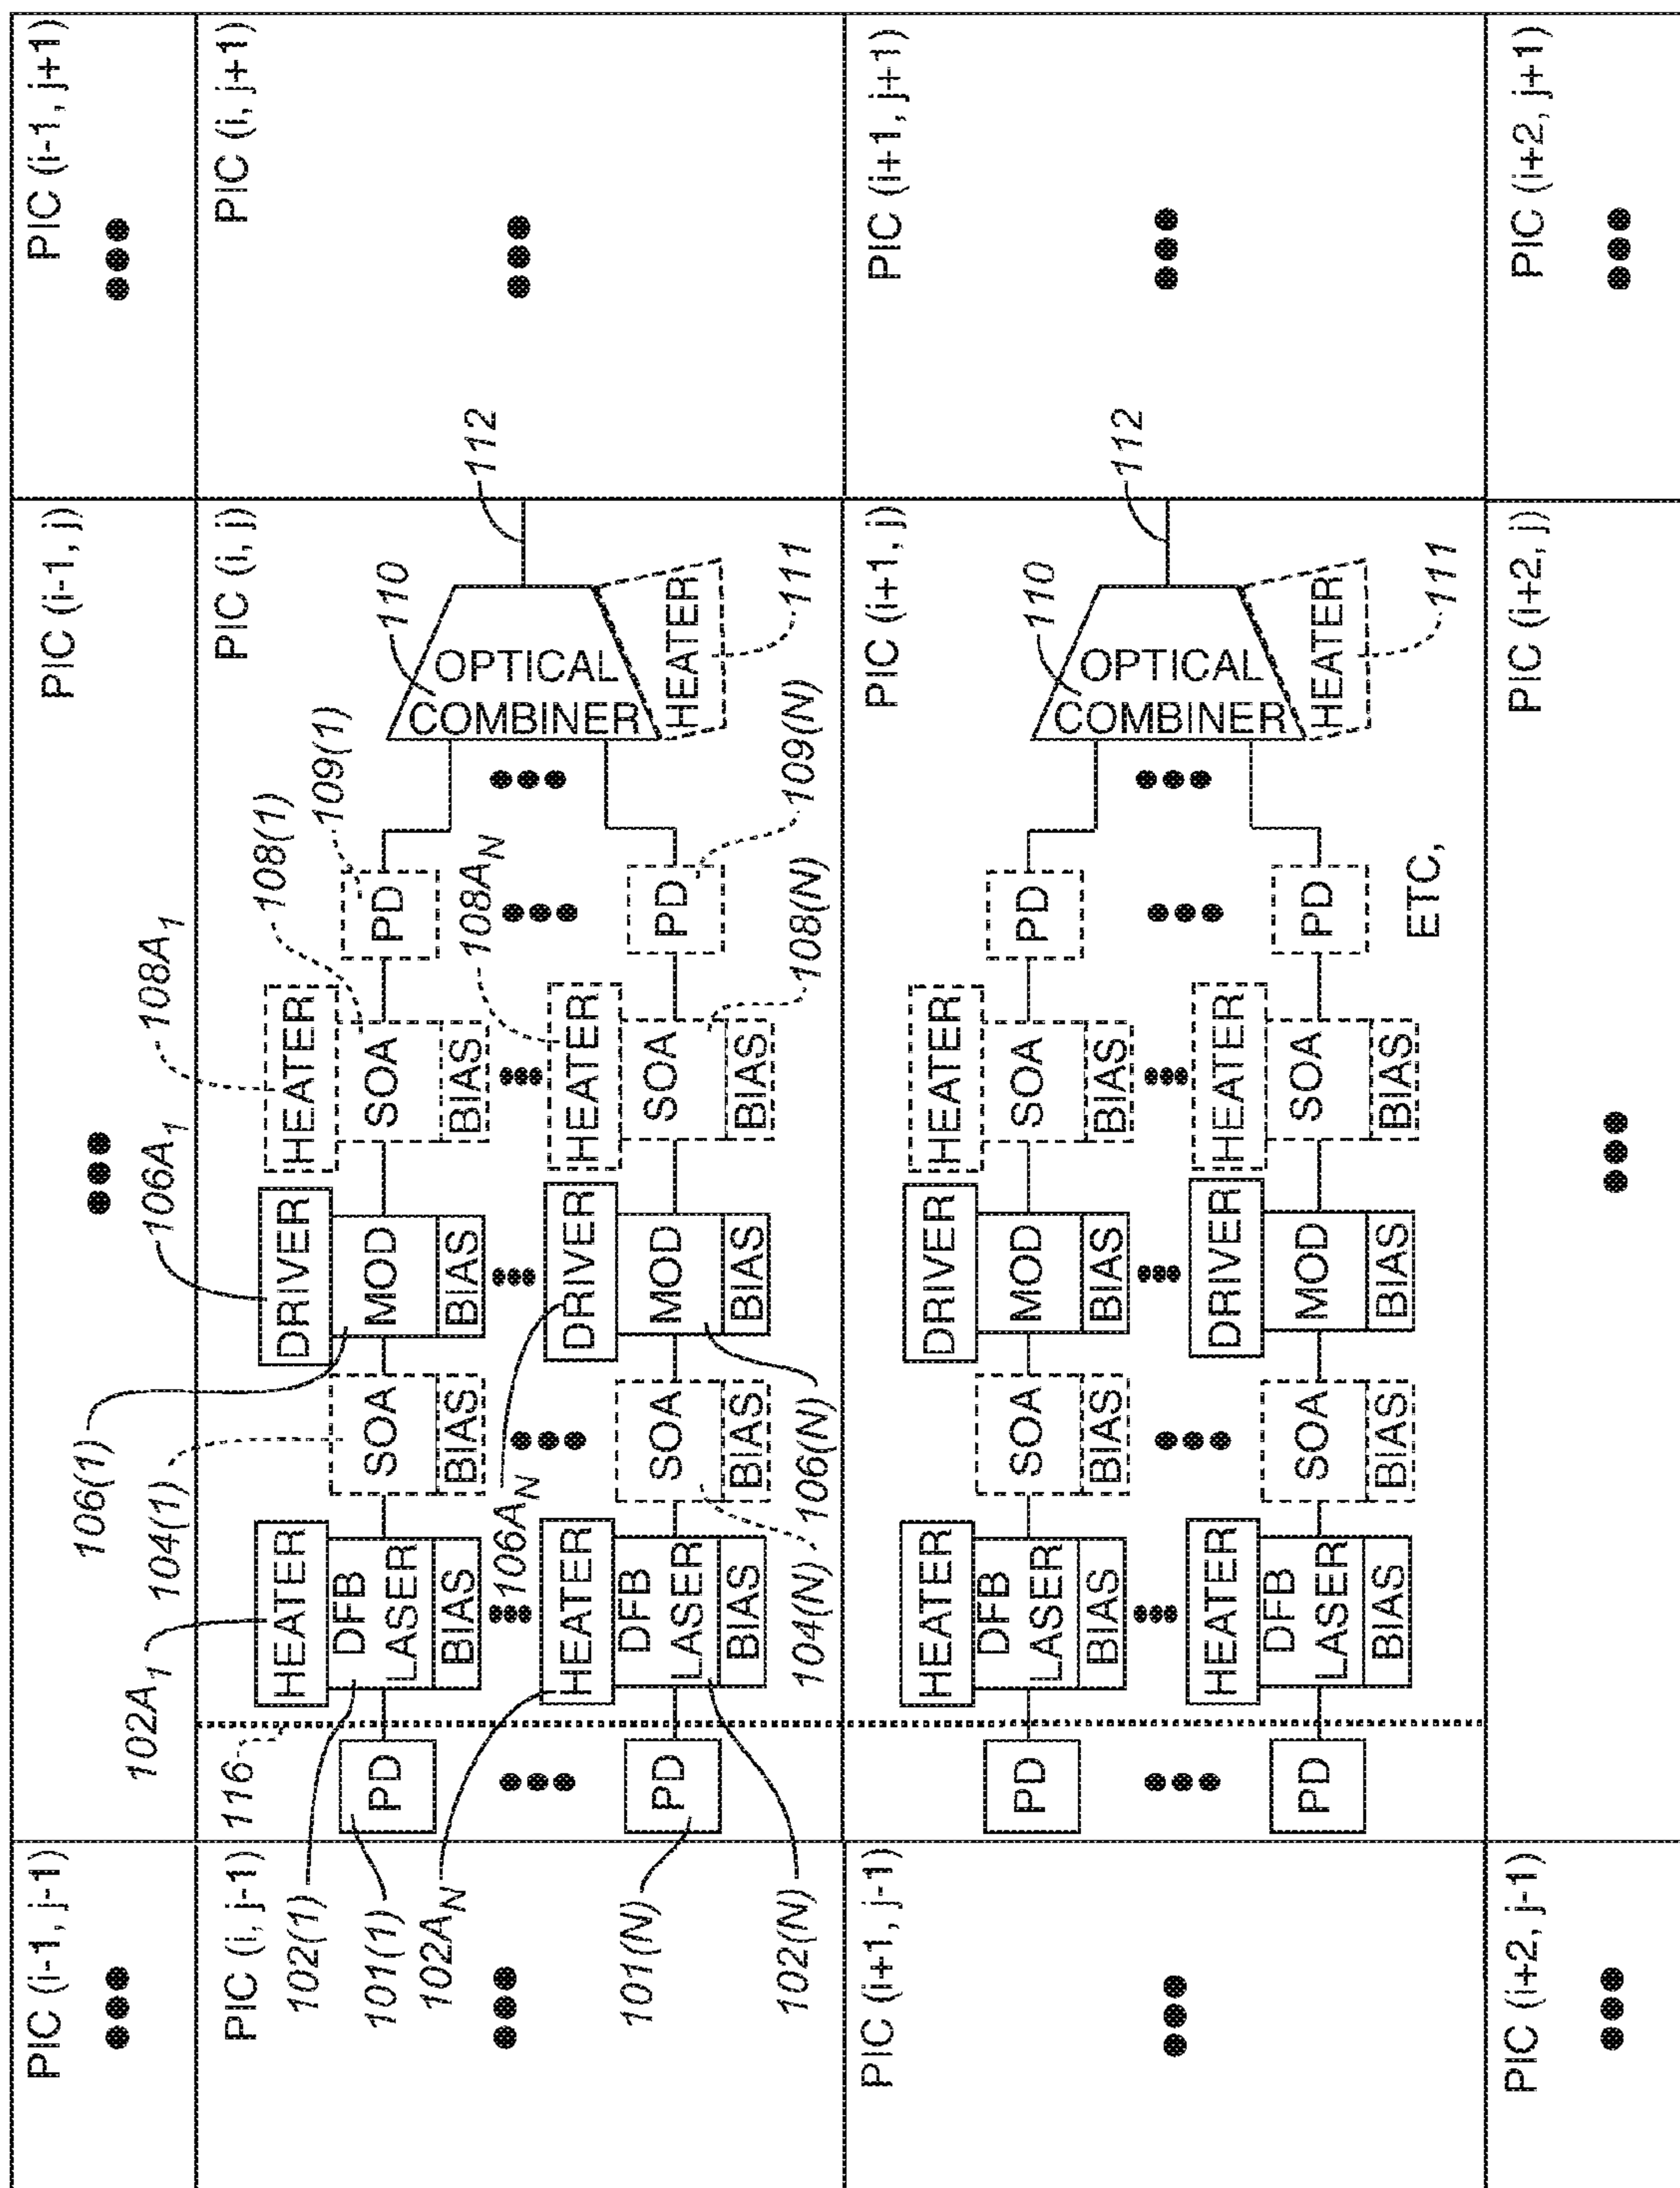 PIC (i-1, j-1)
PIC (i-1, j)
PIC (i-1, j+1)
PIC (i, j-1)
PIC (i, j)
PIC (i, j+1)
116
102A1
104(1)
106(1)
106A1
108A1
108(1)
109(1)
110
112
HEATER
DFB
LASER
BIAS
SOA
BIAS
DRIVER
MOD
BIAS
HEATER
SOA
BIAS
PD
PD
OPTICAL
COMBINER
HEATER
111
102(1)
101(1)
102AN
106AN
108AN
PD
HEATER
DFB
LASER
BIAS
SOA
BIAS
DRIVER
MOD
BIAS
HEATER
SOA
BIAS
PD
101(N)
102(N)
104(N)
106(N)
108(N)
109(N)
PIC (i+1, j-1)
PIC (i+1, j)
PIC (i+1, j+1)
PD
HEATER
DFB
LASER
BIAS
SOA
BIAS
DRIVER
MOD
BIAS
HEATER
SOA
BIAS
PD
110
OPTICAL
COMBINER
112
HEATER
111
PD
HEATER
DFB
LASER
BIAS
SOA
BIAS
DRIVER
MOD
BIAS
HEATER
SOA
BIAS
PD
ETC,
PIC (i+2, j-1)
PIC (i+2, j)
PIC (i+2, j+1)